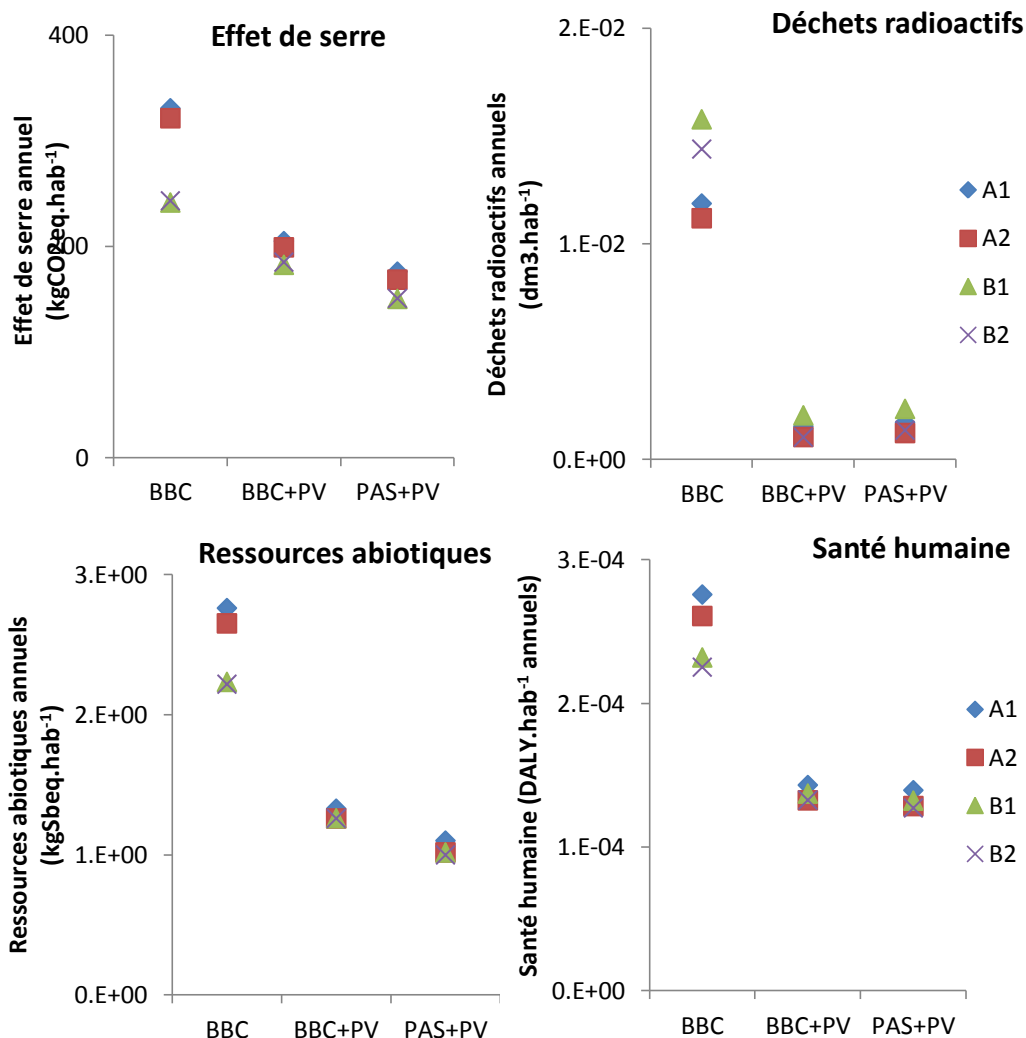 Effet de serre
400
200
0
Effet de serre annuel
(kgCO2eq.hab⁻¹)
BBC
BBC+PV
PAS+PV
Déchets radioactifs
2.E-02
1.E-02
0.E+00
Déchets radioactifs annuels
(dm3.hab⁻¹)
BBC
BBC+PV
PAS+PV
A1
A2
B1
B2
Ressources abiotiques
3.E+00
2.E+00
1.E+00
0.E+00
Ressources abiotiques annuels
(kgSbeq.hab⁻¹)
BBC
BBC+PV
PAS+PV
Santé humaine
3.E-04
2.E-04
1.E-04
0.E+00
Santé humaine (DALY.hab⁻¹ annuels)
BBC
BBC+PV
PAS+PV
A1
A2
B1
B2